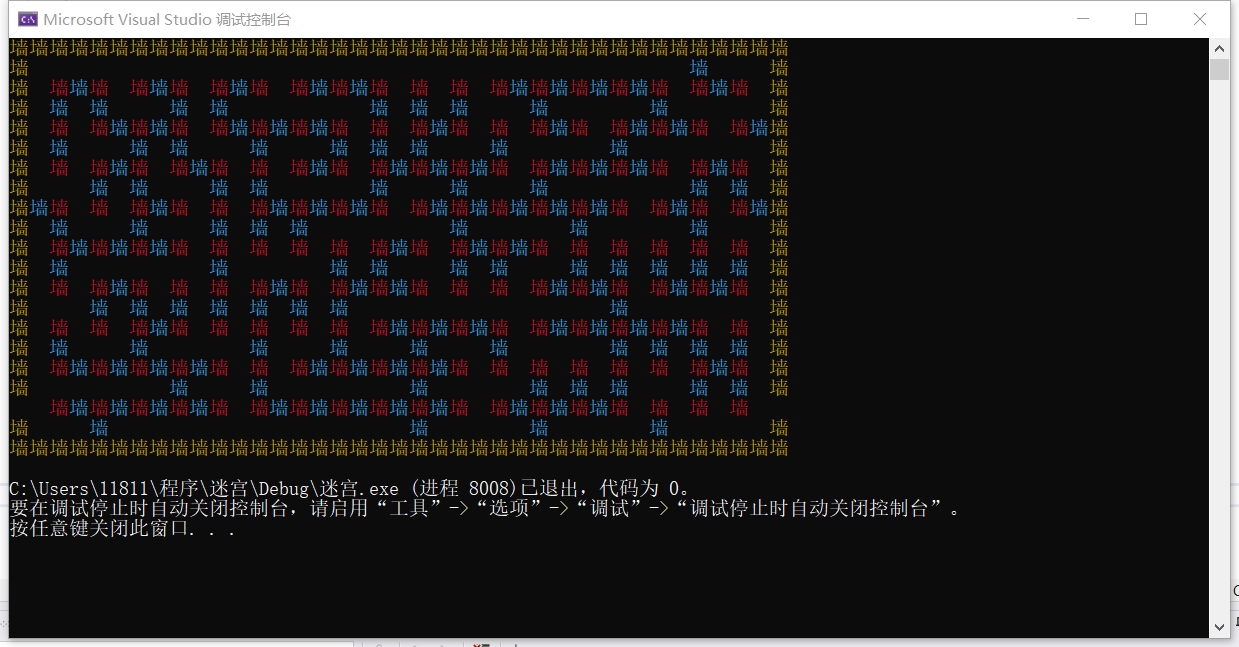 Microsoft Visual Studio 调试控制台
墙墙墙墙墙墙墙墙墙墙墙墙墙墙墙墙墙墙墙墙墙墙墙墙墙墙墙墙墙墙墙墙墙墙墙墙墙墙墙
墙                                                                  墙      墙
墙  墙墙墙  墙墙墙  墙墙墙  墙墙墙墙墙  墙  墙  墙墙墙墙墙墙墙墙墙  墙墙墙  墙
墙  墙  墙      墙  墙              墙  墙  墙      墙          墙          墙
墙  墙  墙墙墙墙墙  墙墙墙墙墙墙墙  墙  墙墙墙  墙  墙墙墙  墙墙墙墙墙  墙墙墙
墙  墙      墙  墙      墙      墙  墙  墙      墙          墙              墙
墙  墙  墙墙墙  墙墙墙  墙  墙墙墙  墙墙墙墙墙墙墙  墙墙墙墙墙墙墙  墙墙墙  墙
墙      墙  墙      墙  墙          墙      墙      墙              墙  墙  墙
墙墙墙  墙  墙墙墙  墙  墙墙墙墙墙墙墙  墙墙墙墙墙墙墙墙墙墙墙  墙墙墙  墙墙墙
墙  墙      墙      墙  墙  墙              墙          墙          墙      墙
墙  墙墙墙墙墙墙墙  墙  墙  墙  墙  墙墙墙  墙墙墙墙墙  墙  墙  墙  墙  墙  墙
墙  墙              墙          墙  墙      墙  墙      墙  墙  墙  墙  墙  墙
墙  墙  墙墙墙  墙  墙  墙墙墙  墙墙墙墙墙  墙  墙  墙墙墙墙墙  墙墙墙墙墙  墙
墙      墙  墙  墙  墙  墙  墙  墙                          墙              墙
墙  墙  墙  墙墙墙  墙  墙  墙  墙  墙墙墙墙墙墙墙  墙墙墙墙墙墙墙墙墙  墙  墙
墙  墙      墙          墙      墙      墙      墙          墙  墙  墙  墙  墙
墙  墙墙墙墙墙墙墙墙墙  墙  墙墙墙墙墙墙墙墙墙  墙  墙  墙  墙  墙  墙墙墙  墙
墙              墙      墙              墙          墙  墙  墙      墙  墙  墙
    墙墙墙墙墙墙墙墙墙  墙墙墙墙墙墙墙墙墙墙墙  墙墙墙墙墙墙墙  墙  墙  墙
墙      墙                              墙          墙          墙          墙
墙墙墙墙墙墙墙墙墙墙墙墙墙墙墙墙墙墙墙墙墙墙墙墙墙墙墙墙墙墙墙墙墙墙墙墙墙墙墙
C:\Users\11811\程序\迷宫\Debug\迷宫.exe (进程 8008)已退出，代码为 0。
要在调试停止时自动关闭控制台，请启用“工具”->“选项”->“调试”->“调试停止时自动关闭控制台”。
按任意键关闭此窗口. . .